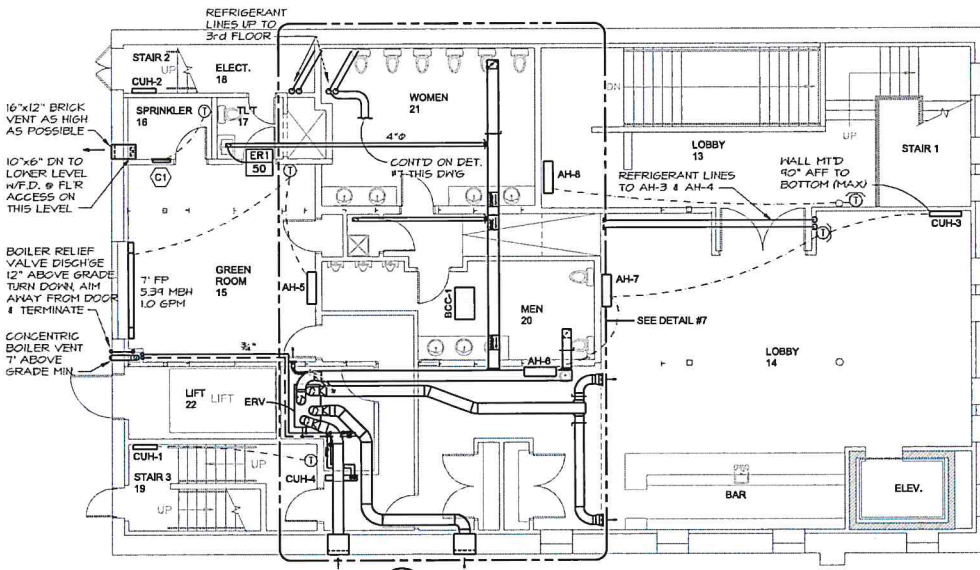 REFRIGERANT
LINES UP TO
3rd FLOOR
STAIR 2
UP
CUH-2
ELECT.
18
16"x12" BRICK
VENT AS HIGH
AS POSSIBLE
SPRINKLER
16
T
TL'T
17
WOMEN
21
4"Φ
ER1
50
CONT'D ON DET.
#7 THIS DWG
10"x6" DN TO
LOWER LEVEL
W/F.D. @ FL'R
ACCESS ON
THIS LEVEL
C1
T
DN
UP
LOBBY
13
STAIR 1
AH-8
REFRIGERANT LINES
TO AH-3 & AH-4
WALL MT'D
90" AFF TO
BOTTOM (MAX)
T
CUH-3
T
BOILER RELIEF
VALVE DISCH'GE
12" ABOVE GRADE
TURN DOWN, AIM
AWAY FROM DOOR
& TERMINATE
GREEN
ROOM
15
7' FP
5.39 MBH
1.0 GPM
AH-5
BCC-1
MEN
20
AH-7
SEE DETAIL #7
CONCENTRIC
BOILER VENT
7' ABOVE
GRADE MIN
3/4"
AH-6
LOBBY
14
LIFT
22
LIFT
ERV
CUH-1
STAIR 3
19
UP
UP
T
CUH-4
BAR
ELEV.